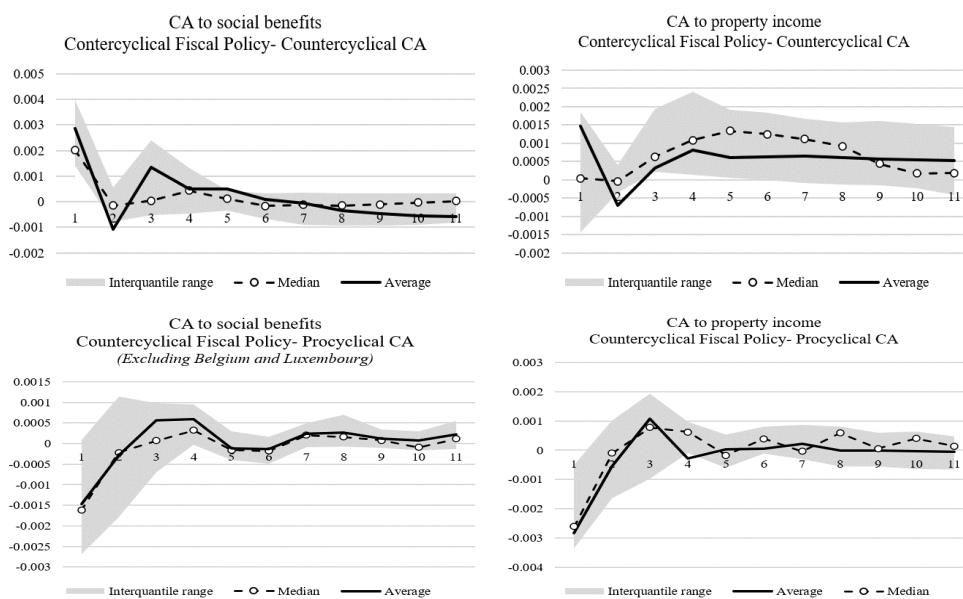 CA to social benefits
Contercyclical Fiscal Policy- Countercyclical CA
0.005
0.004
0.003
0.002
0.001
0
-0.001
-0.002
1 2 3 4 5 6 7 8 9 10 11
Interquantile range Median Average
CA to property income
Contercyclical Fiscal Policy- Countercyclical CA
0.003
0.0025
0.002
0.0015
0.001
0.0005
0
-0.0005
-0.001
-0.0015
-0.002
1 2 3 4 5 6 7 8 9 10 11
Interquantile range Median Average
CA to social benefits
Countercyclical Fiscal Policy- Procyclical CA
(Excluding Belgium and Luxembourg)
0.0015
0.001
0.0005
0
-0.0005
-0.001
-0.0015
-0.002
-0.0025
-0.003
1 2 3 4 5 6 7 8 9 10 11
Interquantile range Median Average
CA to property income
Countercyclical Fiscal Policy- Procyclical CA
0.003
0.002
0.001
0
-0.001
-0.002
-0.003
-0.004
1 2 3 4 5 6 7 8 9 10 11
Interquantile range Average Median